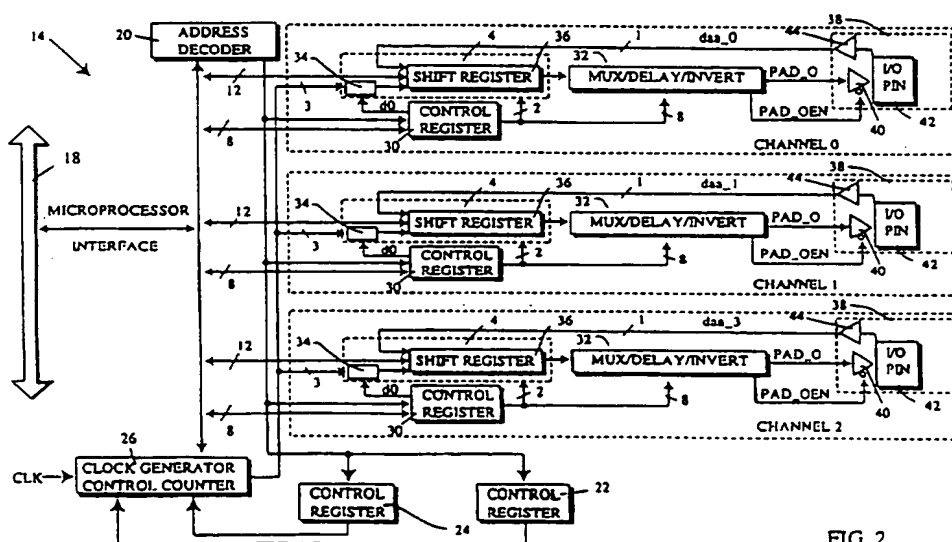 14
20
ADDRESS
DECODER
18
MICROPROCESSOR
INTERFACE
26
CLK
CLOCK GENERATOR
CONTROL COUNTER
CONTROL
REGISTER
24
CONTROL
REGISTER
22
34
12
3
8
4
36
SHIFT REGISTER
d0
CONTROL
REGISTER
30
2
32
1
daa_0
MUX/DELAY/INVERT
8
PAD_O
PAD_OEN
44
38
I/O
PIN
40
42
CHANNEL 0
34
12
3
8
4
36
SHIFT REGISTER
d0
CONTROL
REGISTER
30
2
32
1
daa_1
MUX/DELAY/INVERT
8
PAD_O
PAD_OEN
44
38
I/O
PIN
40
42
CHANNEL 1
34
12
3
8
4
36
SHIFT REGISTER
d0
CONTROL
REGISTER
30
2
32
1
daa_3
MUX/DELAY/INVERT
8
PAD_O
PAD_OEN
44
38
I/O
PIN
40
42
CHANNEL 2
FIG. 2